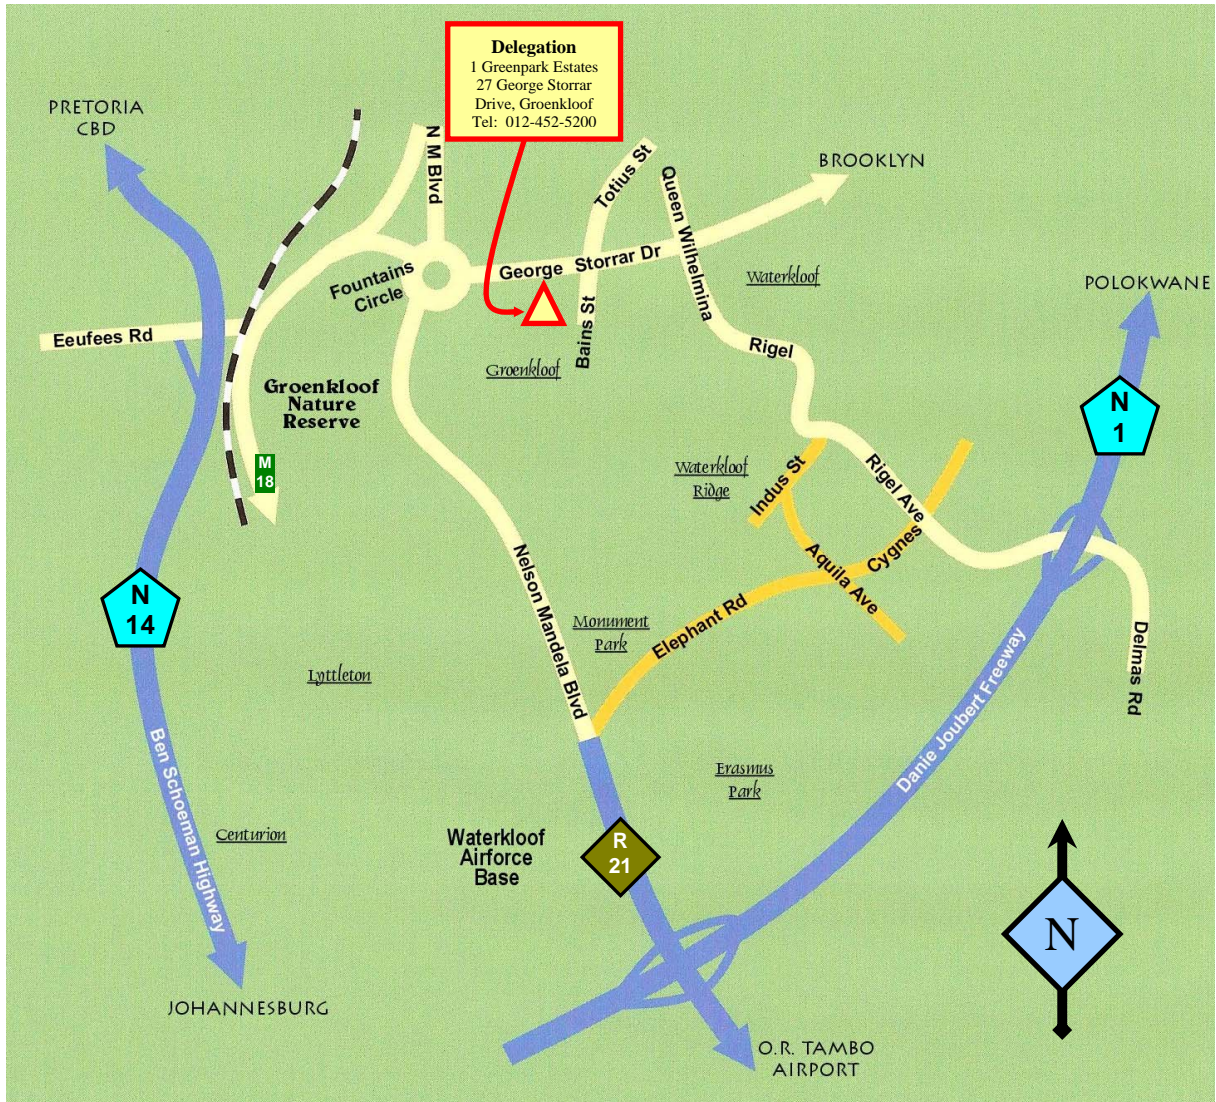 Delegation
1 Greenpark Estates
27 George Storrar
Drive, Groenkloof
Tel: 012-452-5200
PRETORIA
CBD
N M Blvd
Totius St
Queen Wilhelmina
BROOKLYN
George Storrar Dr
Fountains
Circle
Waterkloof
POLOKWANE
Eeufees Rd
Bains St
Rigel
Groenkloof
Groenkloof
Nature
Reserve
N
1
M
18
Waterkloof
Ridge
Indus St
Rigel Ave
Cygnes
Aquila Ave
Nelson Mandela Blvd
N
14
Monument
Park
Elephant Rd
Delmas Rd
Lyttleton
Danie Joubert Freeway
Ben Schoeman Highway
Erasmus
Park
Centurion
Waterkloof
Airforce
Base
R
21
N
JOHANNESBURG
O.R. TAMBO
AIRPORT